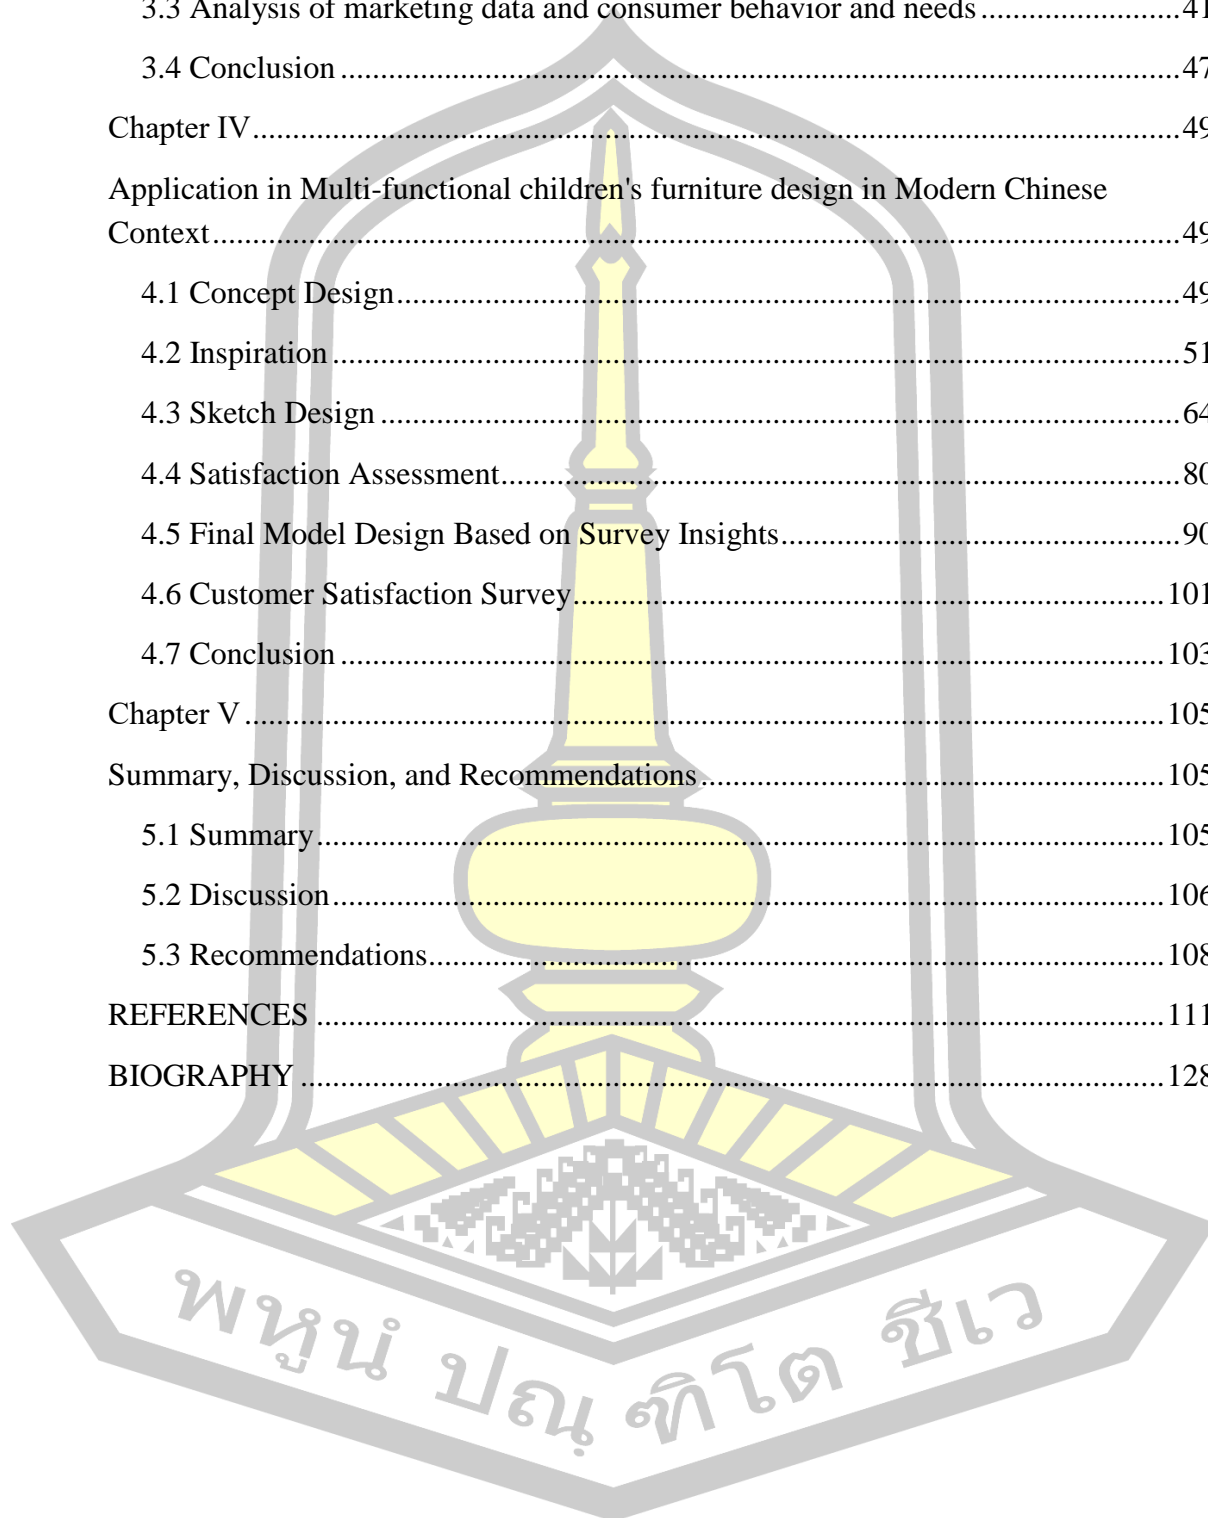 3.3 Analysis of marketing data and consumer behavior and needs ........................ 41
3.4 Conclusion ........................ 47
Chapter IV ........................ 49
Application in Multi-functional children's furniture design in Modern Chinese
Context ........................ 49
4.1 Concept Design ........................ 49
4.2 Inspiration ........................ 51
4.3 Sketch Design ........................ 64
4.4 Satisfaction Assessment ........................ 80
4.5 Final Model Design Based on Survey Insights ........................ 90
4.6 Customer Satisfaction Survey ........................ 101
4.7 Conclusion ........................ 103
Chapter V ........................ 105
Summary, Discussion, and Recommendations ........................ 105
5.1 Summary ........................ 105
5.2 Discussion ........................ 106
5.3 Recommendations ........................ 108
REFERENCES ........................ 111
BIOGRAPHY ........................ 128
พหูนํ ปณฺฑิโต ชีเว